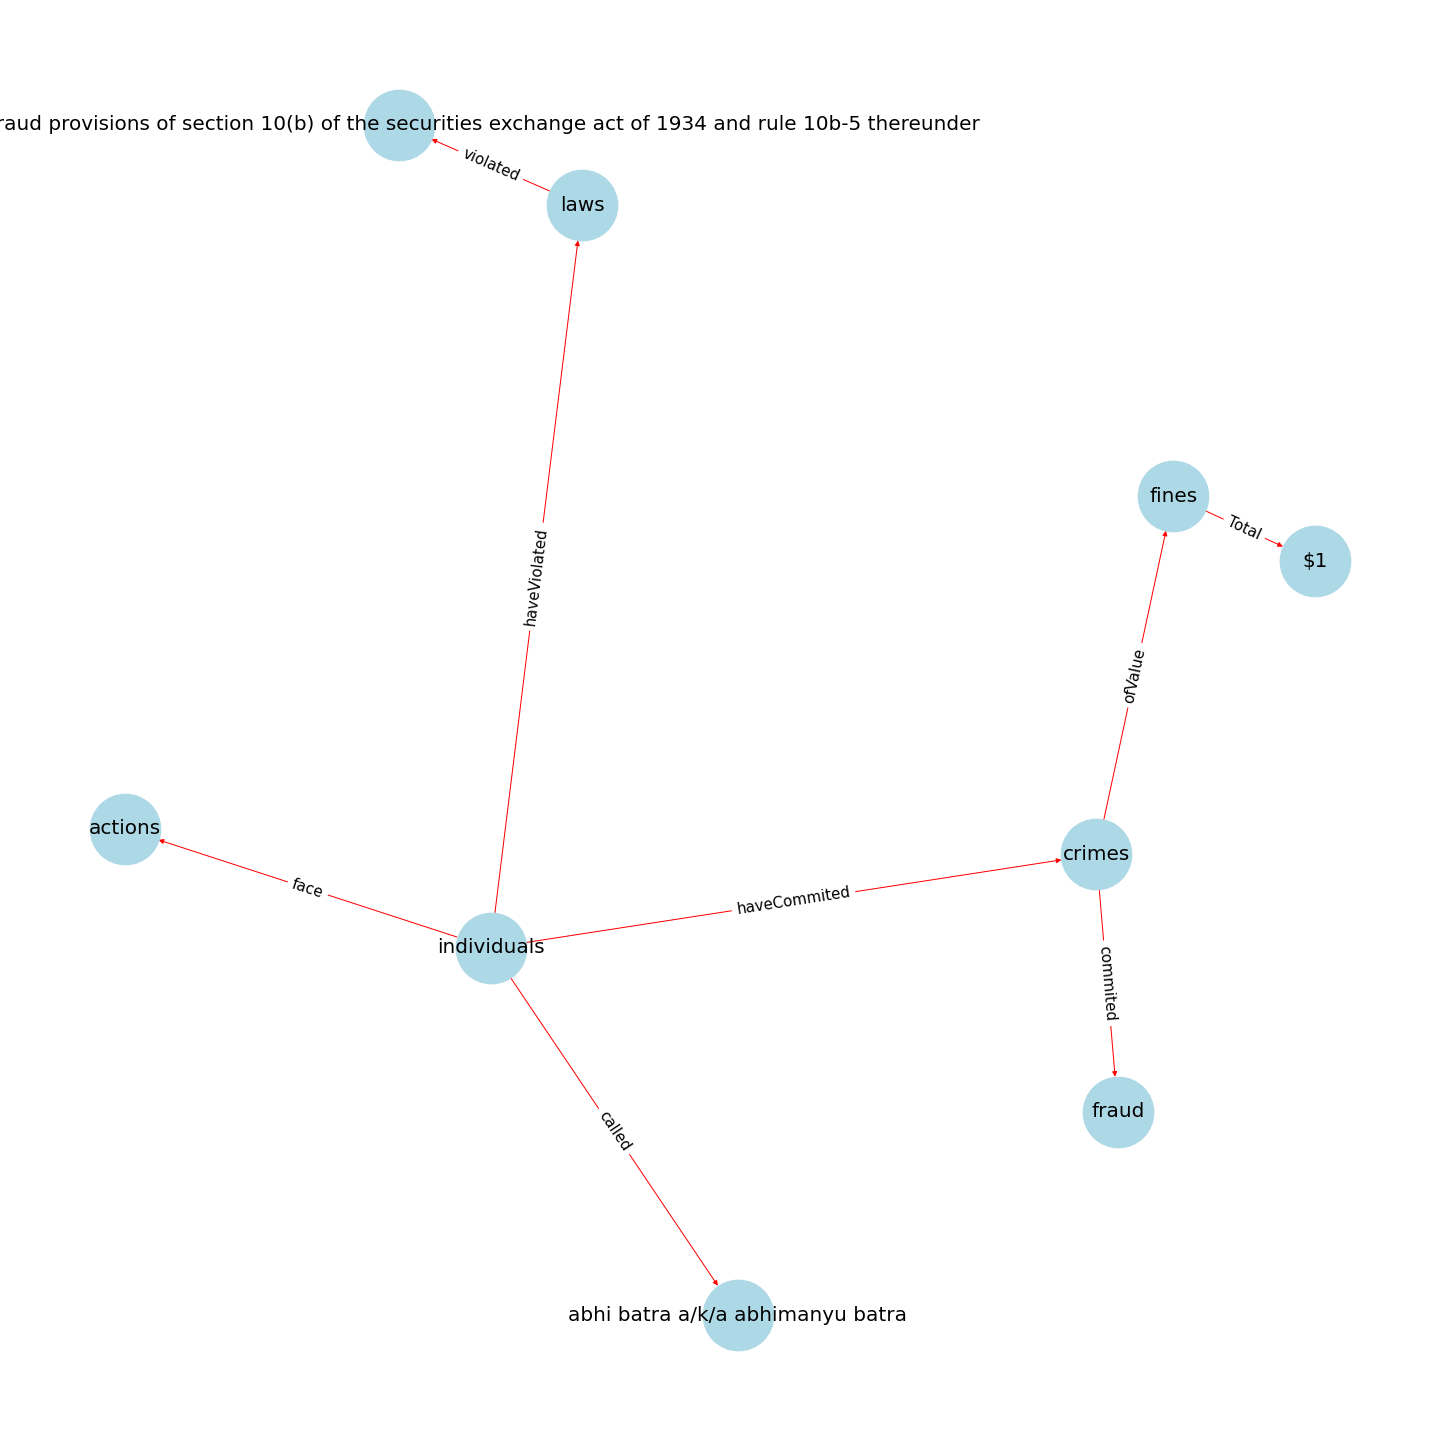 raud provisions of section 10(b) of the securities exchange act of 1934 and rule 10b-5 thereunder
violated
laws
fines
Total
$1
haveViolated
ofValue
actions
crimes
face
haveCommited
individuals
commited
fraud
called
abhi batra a/k/a abhimanyu batra